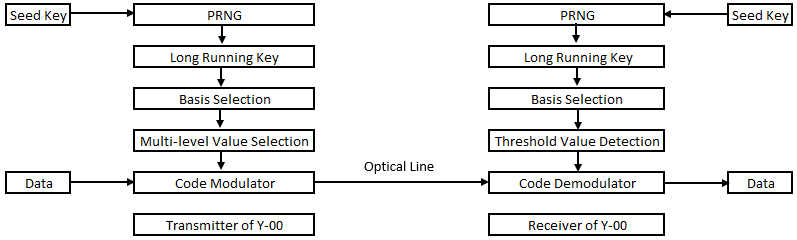 Seed Key
PRNG
PRNG
Seed Key
Long Running Key
Long Running Key
Basis Selection
Basis Selection
Multi-level Value Selection
Threshold Value Detection
Optical Line
Data
Code Modulator
Code Demodulator
Data
Transmitter of Y-00
Receiver of Y-00